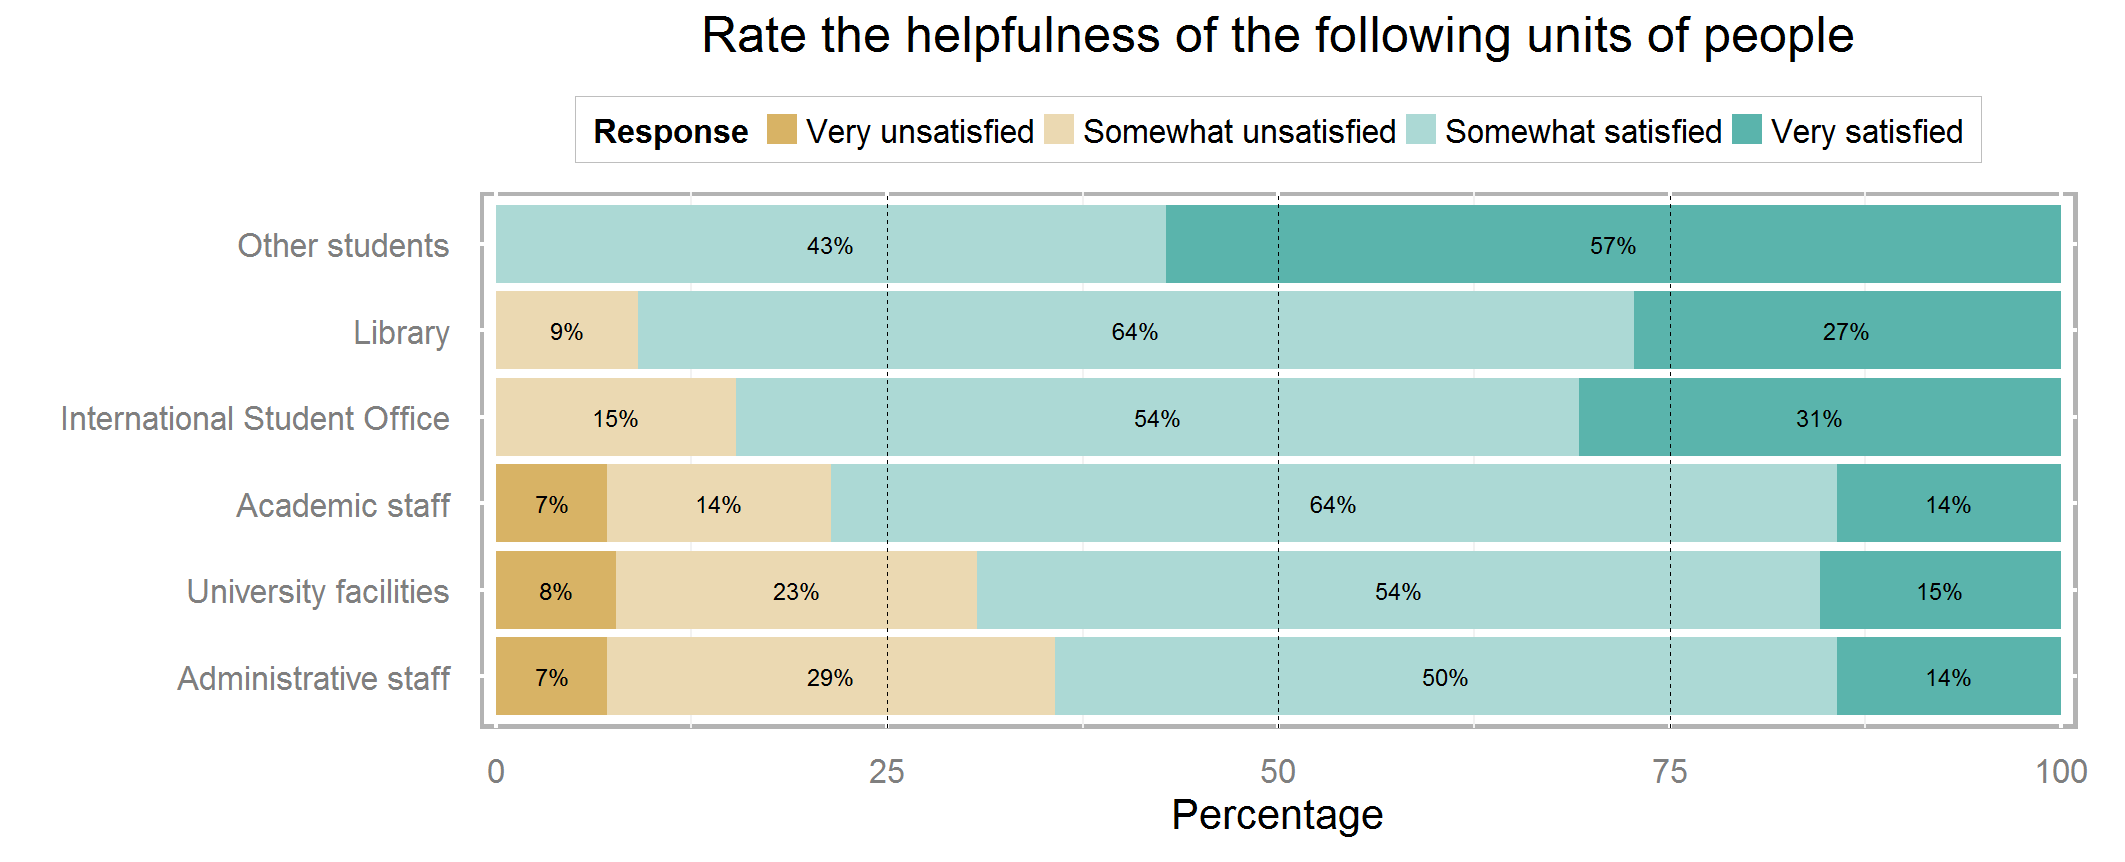 Rate the helpfulness of the following units of people
Response Very unsatisfied Somewhat unsatisfied Somewhat satisfied Very satisfied
Other students 43% 57%
Library 9% 64% 27%
International Student Office 15% 54% 31%
Academic staff 7% 14% 64% 14%
University facilities 8% 23% 54% 15%
Administrative staff 7% 29% 50% 14%
0 25 50 75 100
Percentage